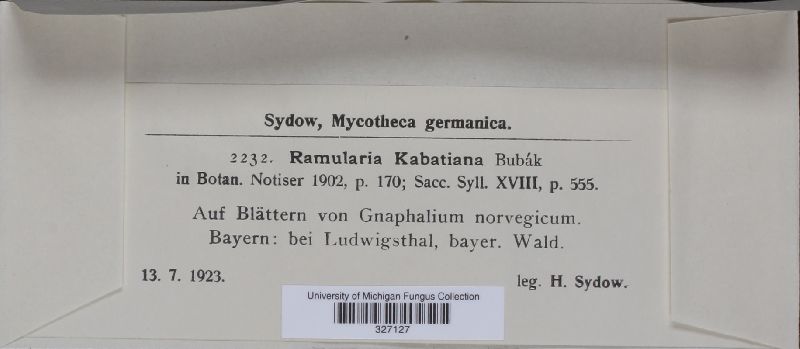 Sydow, Mycotheca germanica.
2232. Ramularia Kabatiana Bubák
in Botan. Notiser 1902, p. 170; Sacc. Syll. XVIII, p. 555.
Auf Blättern von Gnaphalium norvegicum.
Bayern: bei Ludwigsthal, bayer. Wald.
13. 7. 1923. leg. H. Sydow.
University of Michigan Fungus Collection
327127